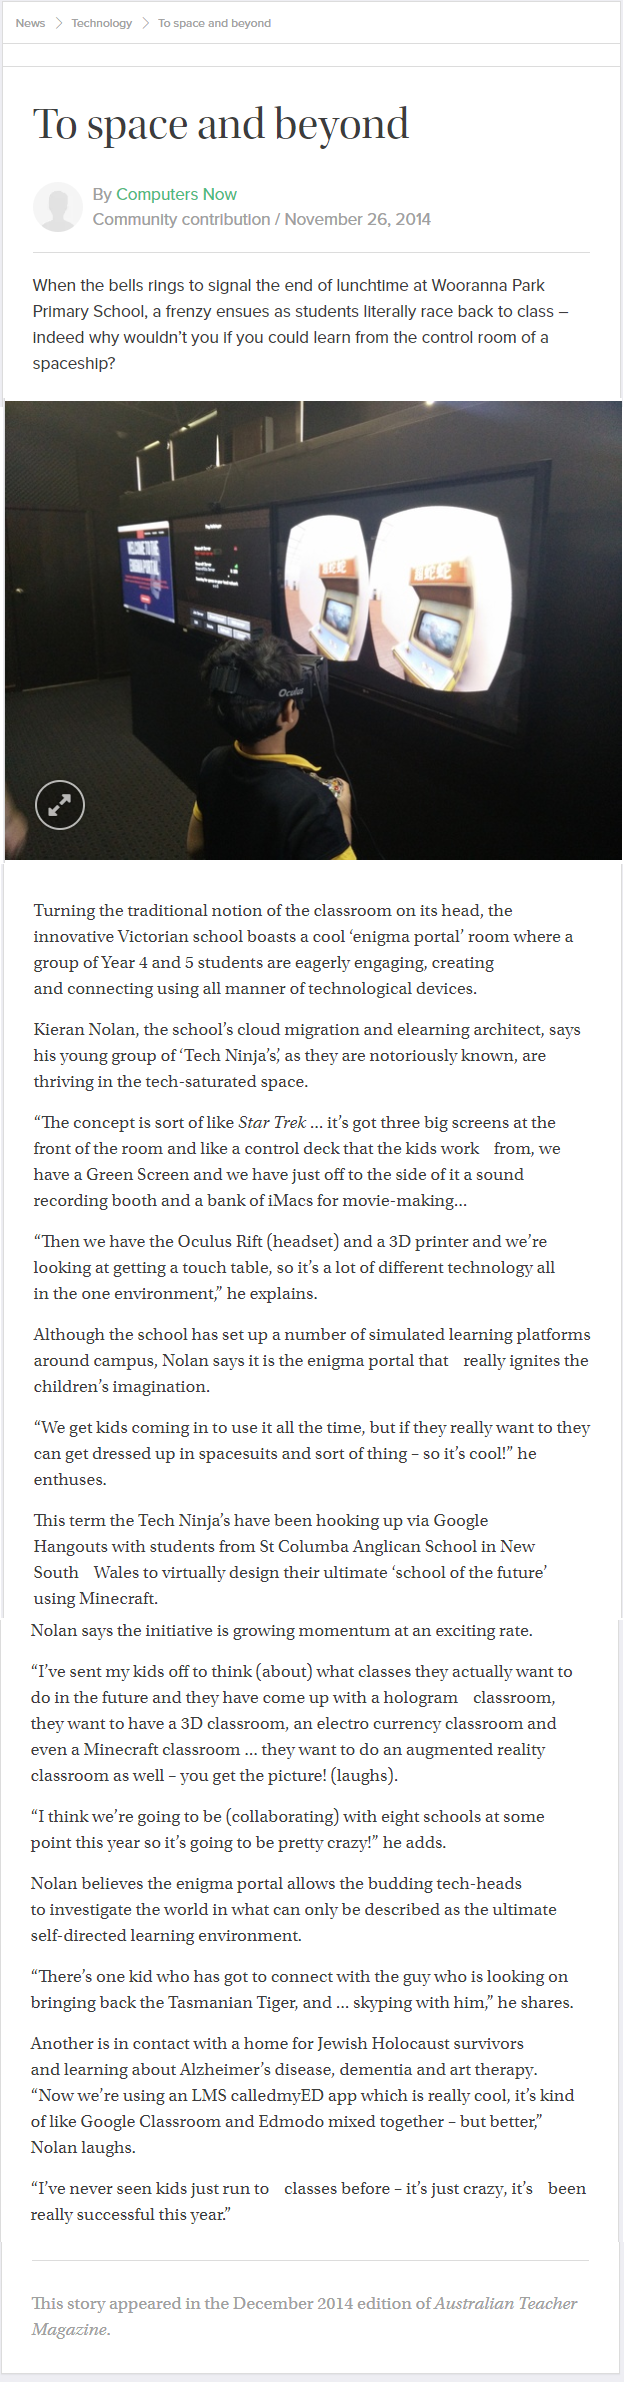 News > Technology > To space and beyond
To space and beyond
By Computers Now
Community contribution / November 26, 2014
When the bells rings to signal the end of lunchtime at Wooranna Park
Primary School, a frenzy ensues as students literally race back to class –
indeed why wouldn't you if you could learn from the control room of a
spaceship?
WELCOME TO THE
ENIGMA PORTAL
Oculus
Turning the traditional notion of the classroom on its head, the
innovative Victorian school boasts a cool 'enigma portal' room where a
group of Year 4 and 5 students are eagerly engaging, creating
and connecting using all manner of technological devices.
Kieran Nolan, the school's cloud migration and elearning architect, says
his young group of 'Tech Ninja's', as they are notoriously known, are
thriving in the tech-saturated space.
“The concept is sort of like Star Trek ... it's got three big screens at the
front of the room and like a control deck that the kids work from, we
have a Green Screen and we have just off to the side of it a sound
recording booth and a bank of iMacs for movie-making...
“Then we have the Oculus Rift (headset) and a 3D printer and we're
looking at getting a touch table, so it's a lot of different technology all
in the one environment,” he explains.
Although the school has set up a number of simulated learning platforms
around campus, Nolan says it is the enigma portal that really ignites the
children's imagination.
“We get kids coming in to use it all the time, but if they really want to they
can get dressed up in spacesuits and sort of thing – so it's cool!” he
enthuses.
This term the Tech Ninja's have been hooking up via Google
Hangouts with students from St Columba Anglican School in New
South Wales to virtually design their ultimate 'school of the future'
using Minecraft.
Nolan says the initiative is growing momentum at an exciting rate.
“I've sent my kids off to think (about) what classes they actually want to
do in the future and they have come up with a hologram classroom,
they want to have a 3D classroom, an electro currency classroom and
even a Minecraft classroom ... they want to do an augmented reality
classroom as well – you get the picture! (laughs).
“I think we're going to be (collaborating) with eight schools at some
point this year so it's going to be pretty crazy!” he adds.
Nolan believes the enigma portal allows the budding tech-heads
to investigate the world in what can only be described as the ultimate
self-directed learning environment.
“There's one kid who has got to connect with the guy who is looking on
bringing back the Tasmanian Tiger, and ... skyping with him,” he shares.
Another is in contact with a home for Jewish Holocaust survivors
and learning about Alzheimer's disease, dementia and art therapy.
“Now we're using an LMS calledmyED app which is really cool, it's kind
of like Google Classroom and Edmodo mixed together – but better,”
Nolan laughs.
“I've never seen kids just run to classes before – it's just crazy, it's been
really successful this year.”
This story appeared in the December 2014 edition of Australian Teacher
Magazine.